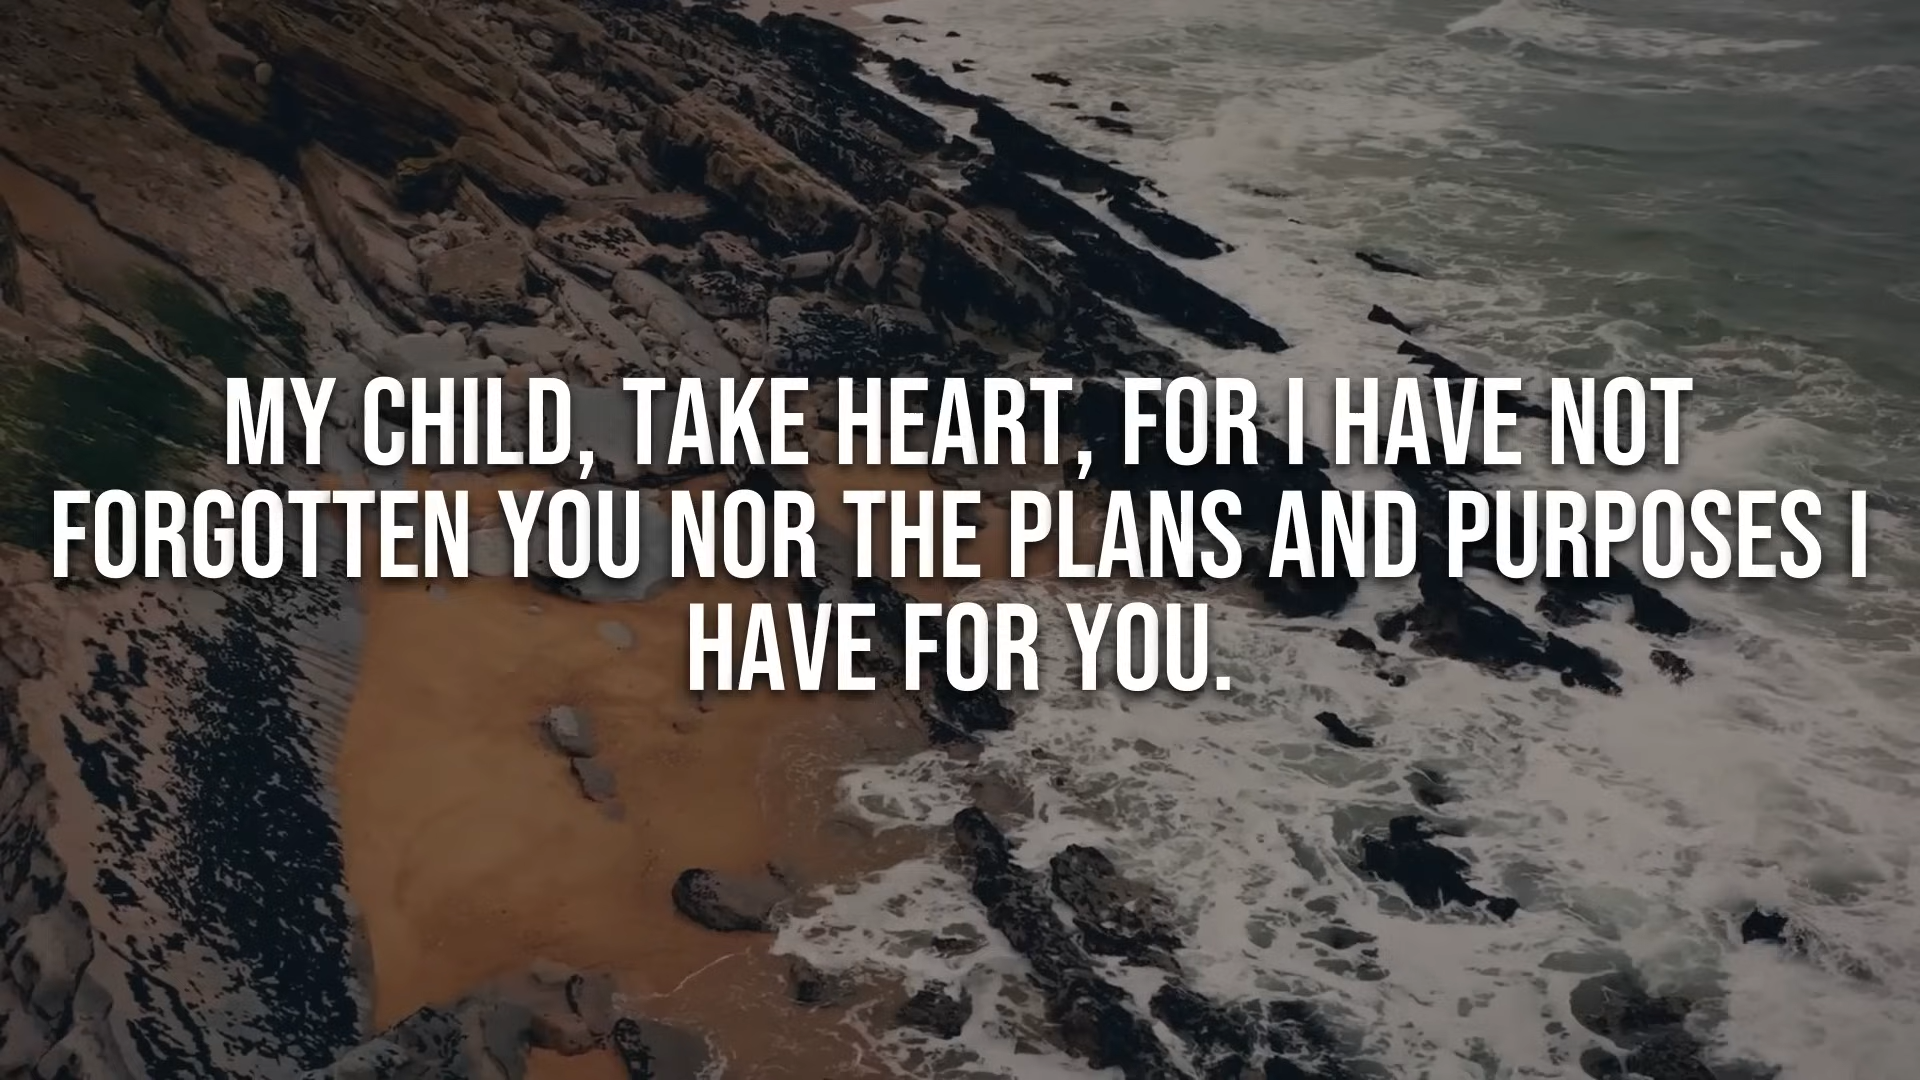 MY CHILD, TAKE HEART, FOR I HAVE NOT
FORGOTTEN YOU NOR THE PLANS AND PURPOSES I
HAVE FOR YOU.